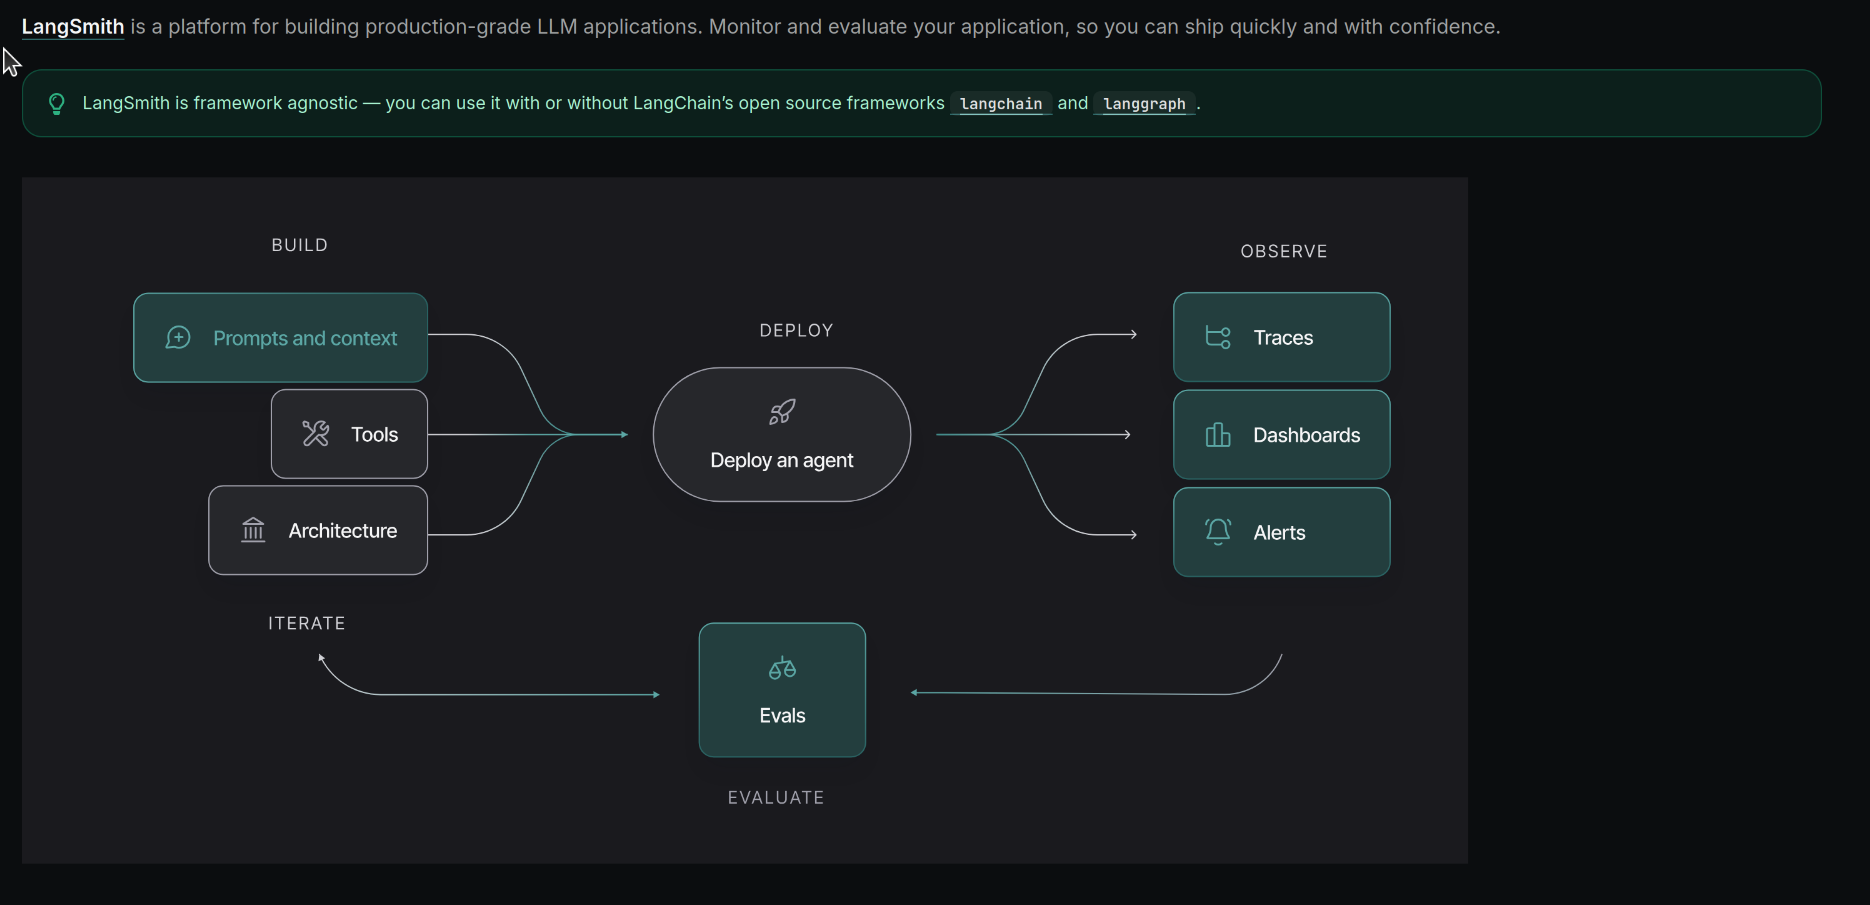 LangSmith is a platform for building production-grade LLM applications. Monitor and evaluate your application, so you can ship quickly and with confidence.
LangSmith is framework agnostic — you can use it with or without LangChain’s open source frameworks langchain and langgraph.
BUILD
Prompts and context
Tools
Architecture
ITERATE
DEPLOY
Deploy an agent
OBSERVE
Traces
Dashboards
Alerts
Evals
EVALUATE